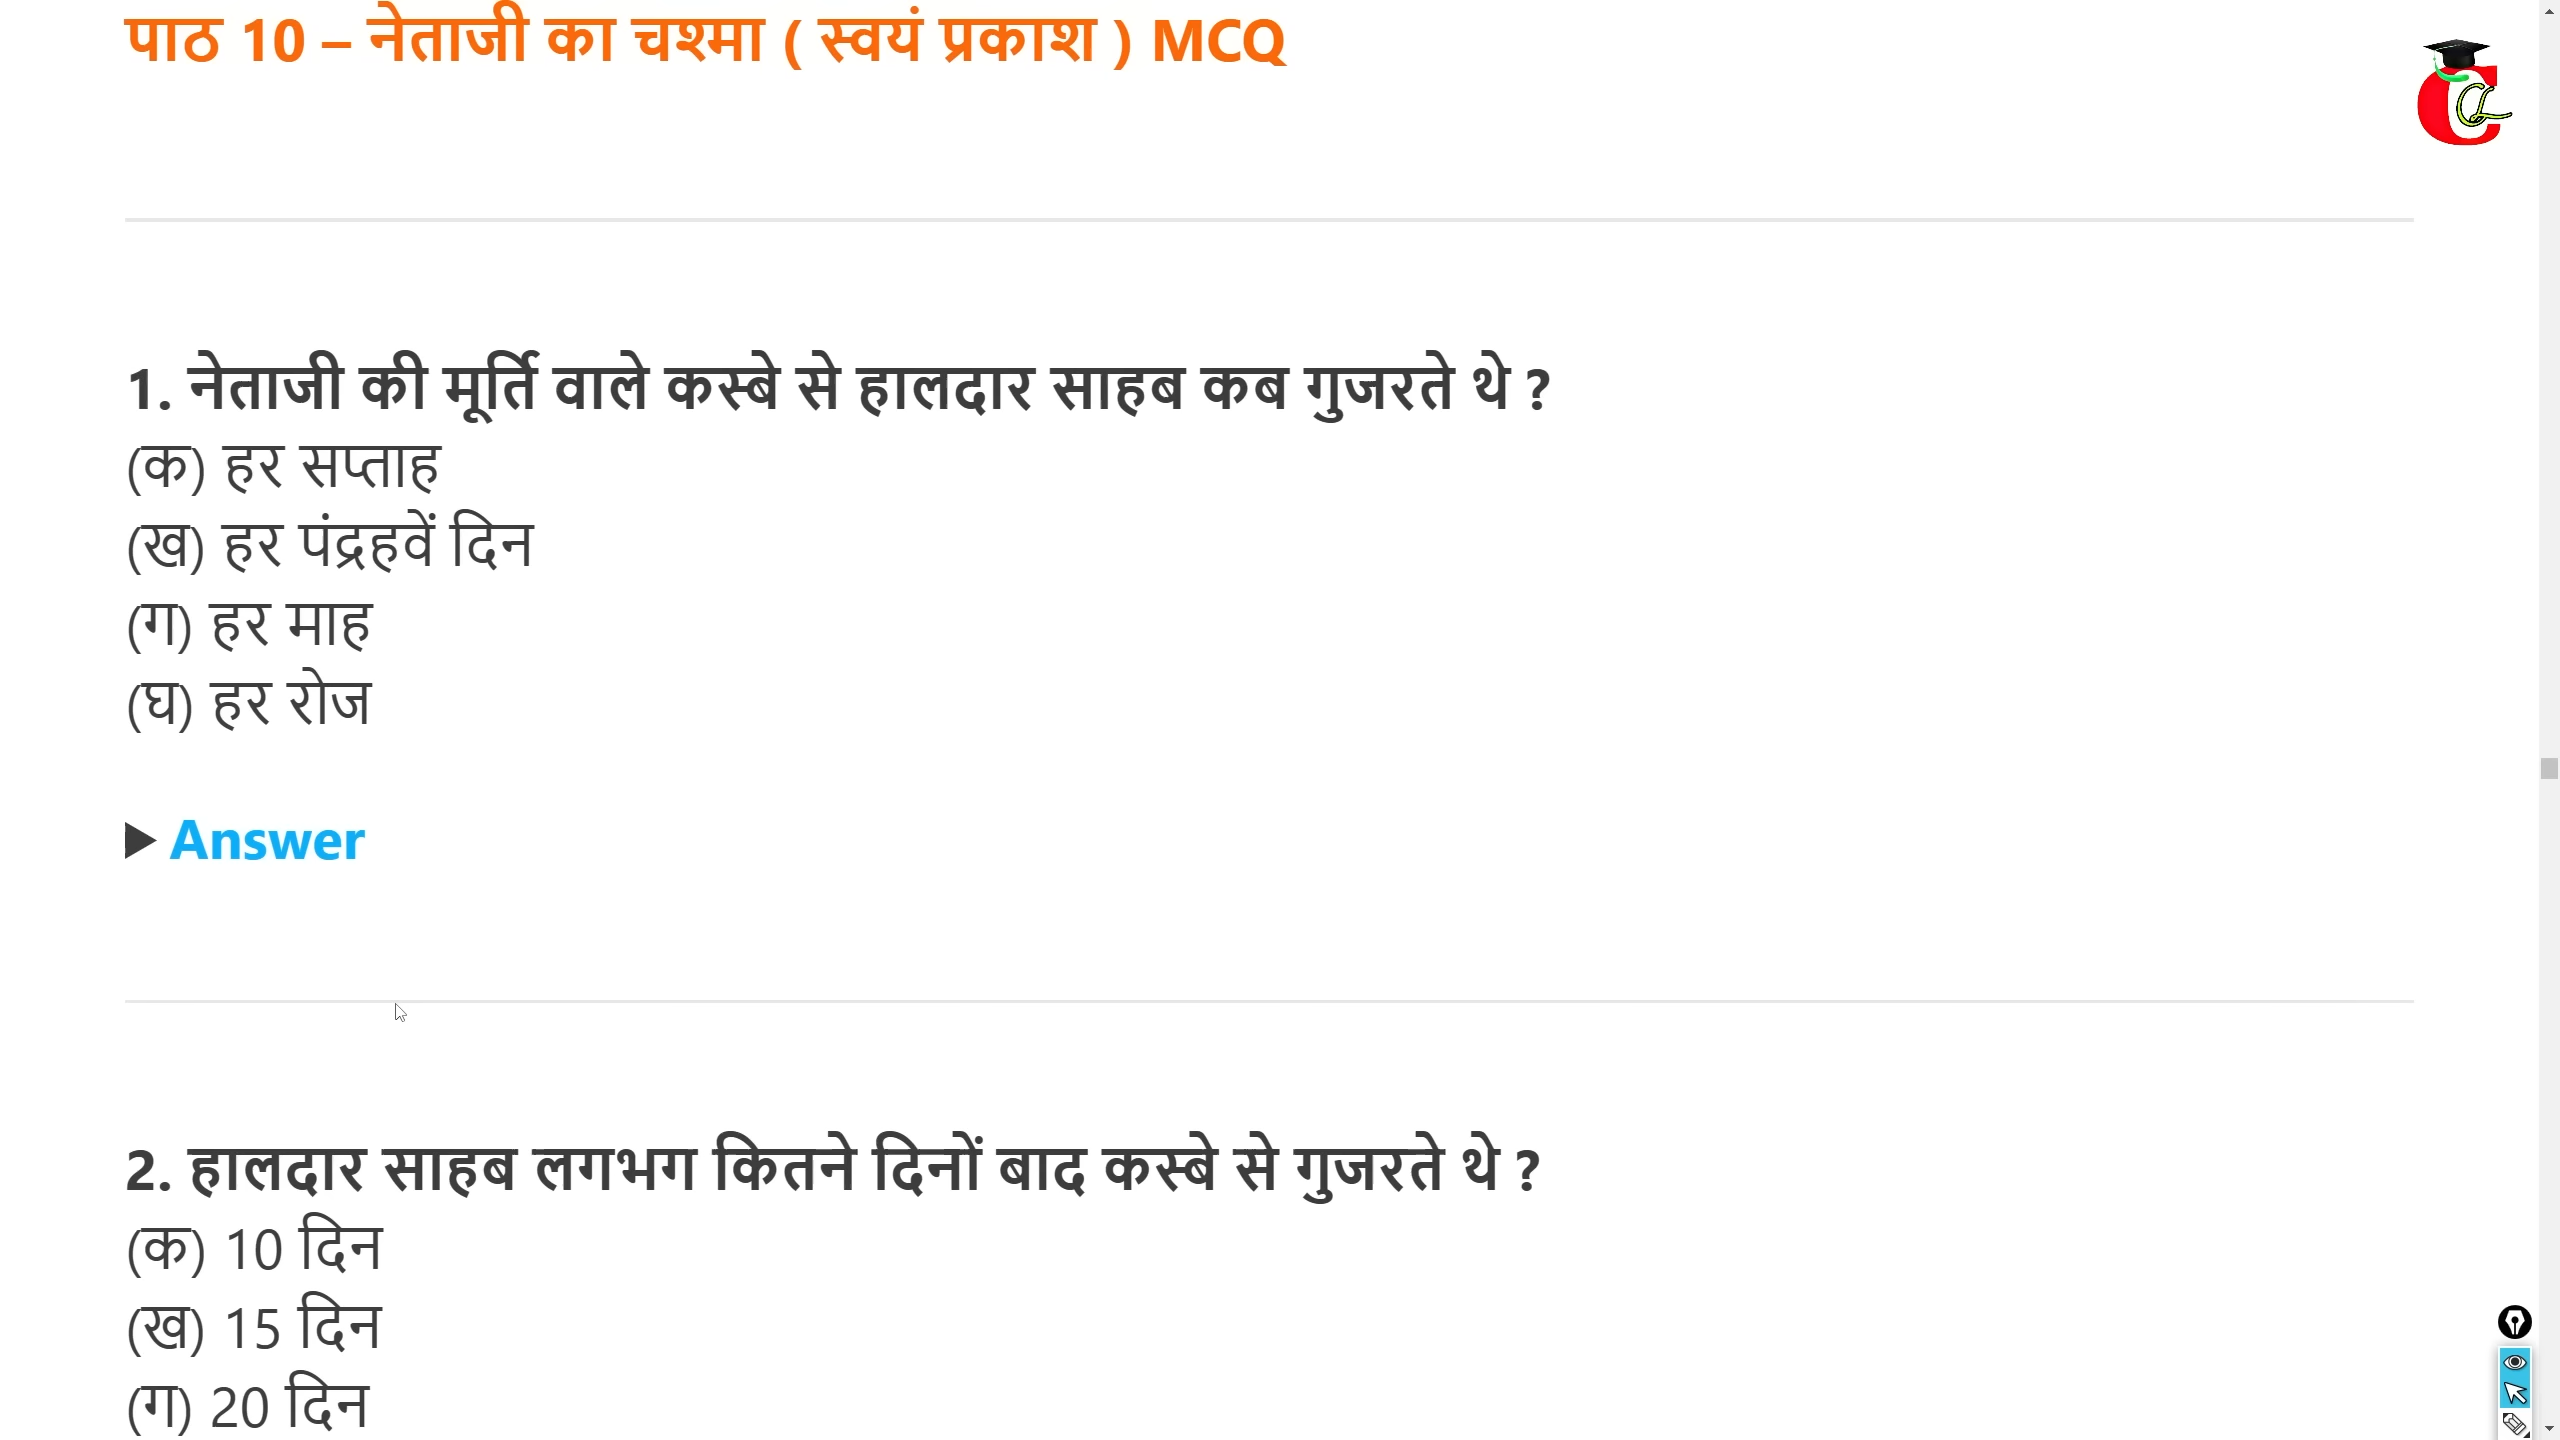 पाठ 10 – नेताजी का चश्मा ( स्वयं प्रकाश ) MCQ
1. नेताजी की मूर्ति वाले कस्बे से हालदार साहब कब गुजरते थे ?
(क) हर सप्ताह
(ख) हर पंद्रहवें दिन
(ग) हर माह
(घ) हर रोज
Answer
2. हालदार साहब लगभग कितने दिनों बाद कस्बे से गुजरते थे ?
(क) 10 दिन
(ख) 15 दिन
(ग) 20 दिन